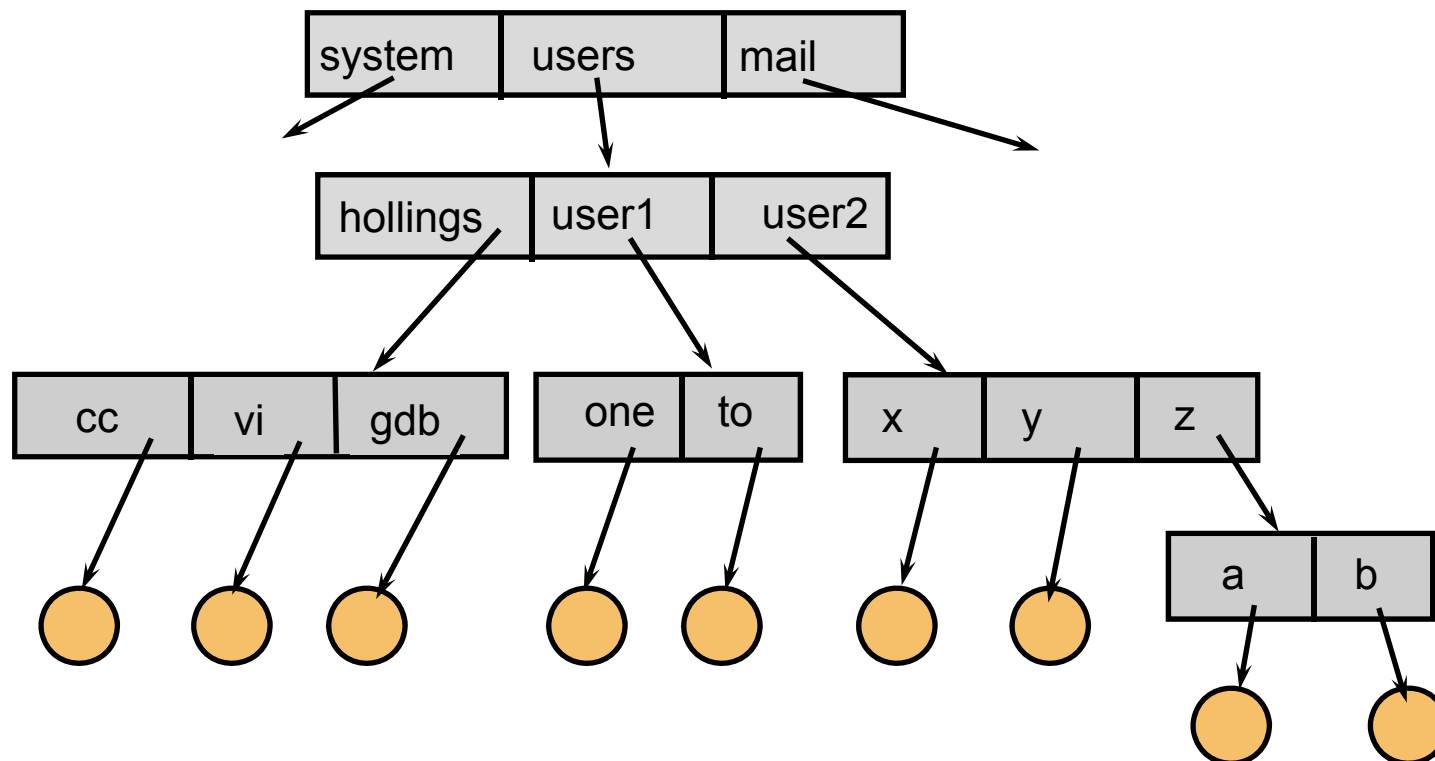 system users mail
hollings user1 user2
cc vi gdb one to x y z
a b